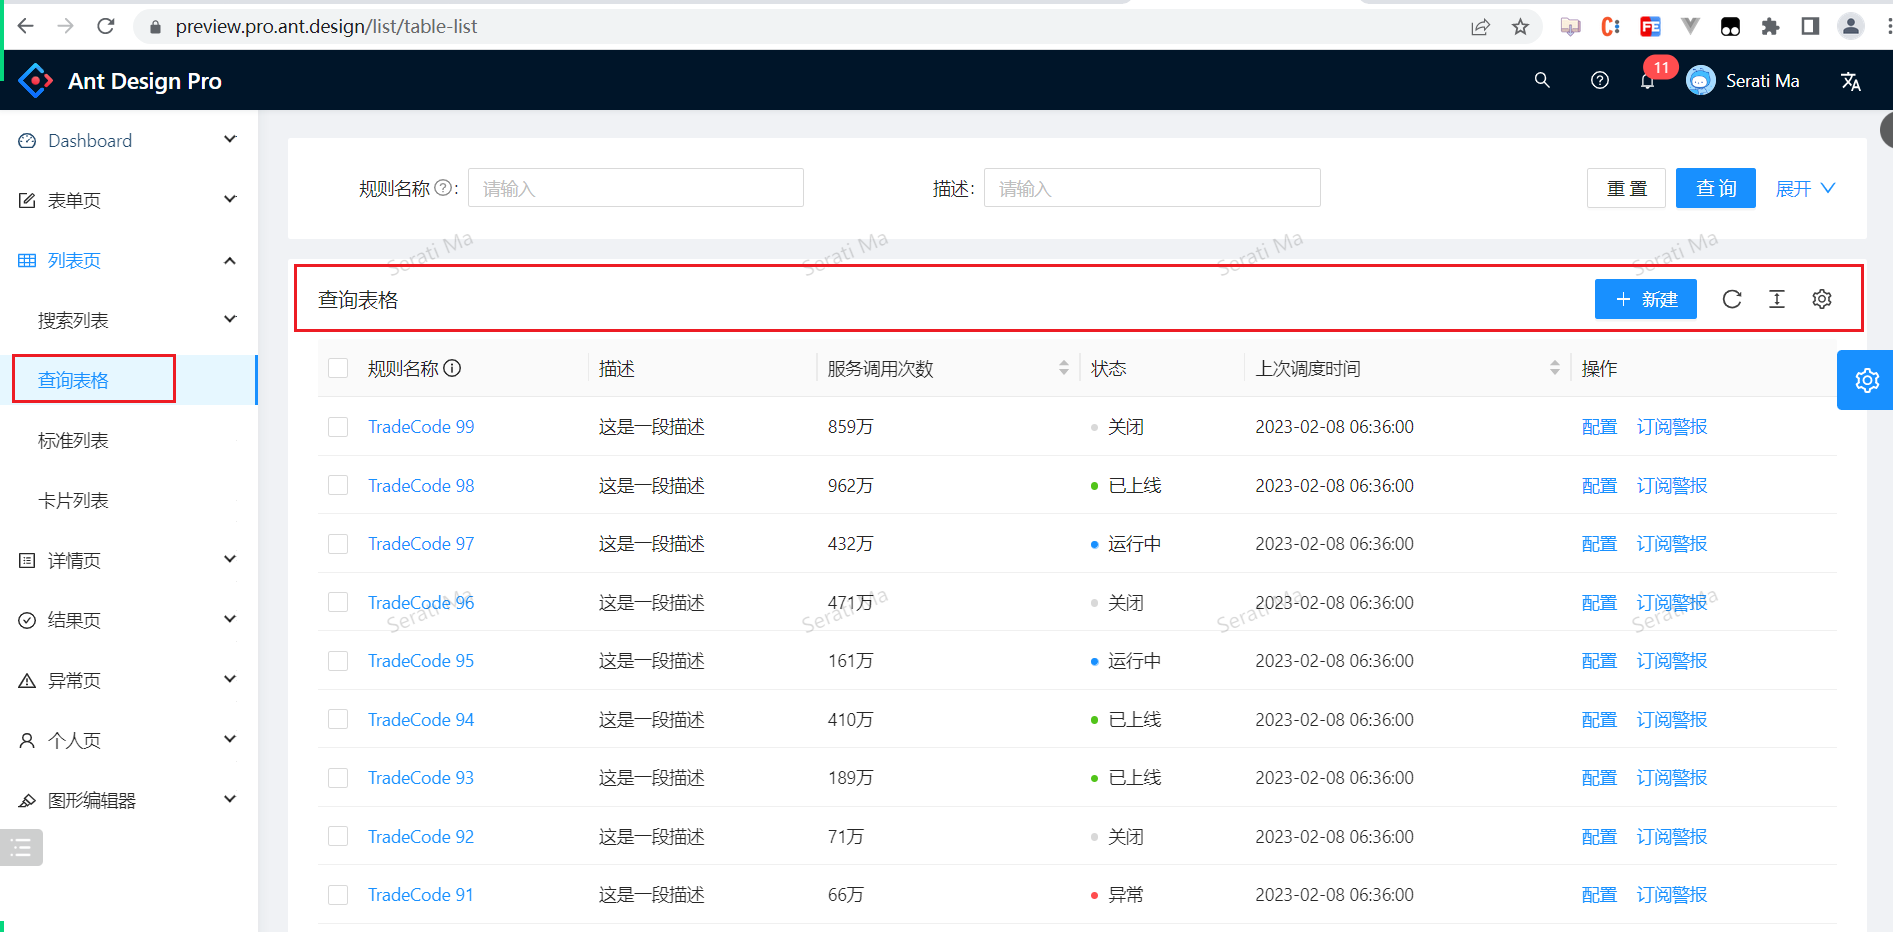 preview.pro.ant.design/list/table-list
Ant Design Pro
11
Serati Ma
Dashboard
表单页
列表页
搜索列表
查询表格
标准列表
卡片列表
详情页
结果页
异常页
个人页
图形编辑器
规则名称 : 请输入 描述: 请输入 重 置 查 询 展开
Serati Ma Serati Ma Serati Ma Serati Ma
查询表格 + 新建
规则名称 描述 服务调用次数 状态 上次调度时间 操作
TradeCode 99 这是一段描述 859万 关闭 2023-02-08 06:36:00 配置 订阅警报
TradeCode 98 这是一段描述 962万 已上线 2023-02-08 06:36:00 配置 订阅警报
TradeCode 97 这是一段描述 432万 运行中 2023-02-08 06:36:00 配置 订阅警报
TradeCode 96 这是一段描述 471万 关闭 2023-02-08 06:36:00 配置 订阅警报
Serati Ma Serati Ma Serati Ma Serati Ma
TradeCode 95 这是一段描述 161万 运行中 2023-02-08 06:36:00 配置 订阅警报
TradeCode 94 这是一段描述 410万 已上线 2023-02-08 06:36:00 配置 订阅警报
TradeCode 93 这是一段描述 189万 已上线 2023-02-08 06:36:00 配置 订阅警报
TradeCode 92 这是一段描述 71万 关闭 2023-02-08 06:36:00 配置 订阅警报
TradeCode 91 这是一段描述 66万 异常 2023-02-08 06:36:00 配置 订阅警报